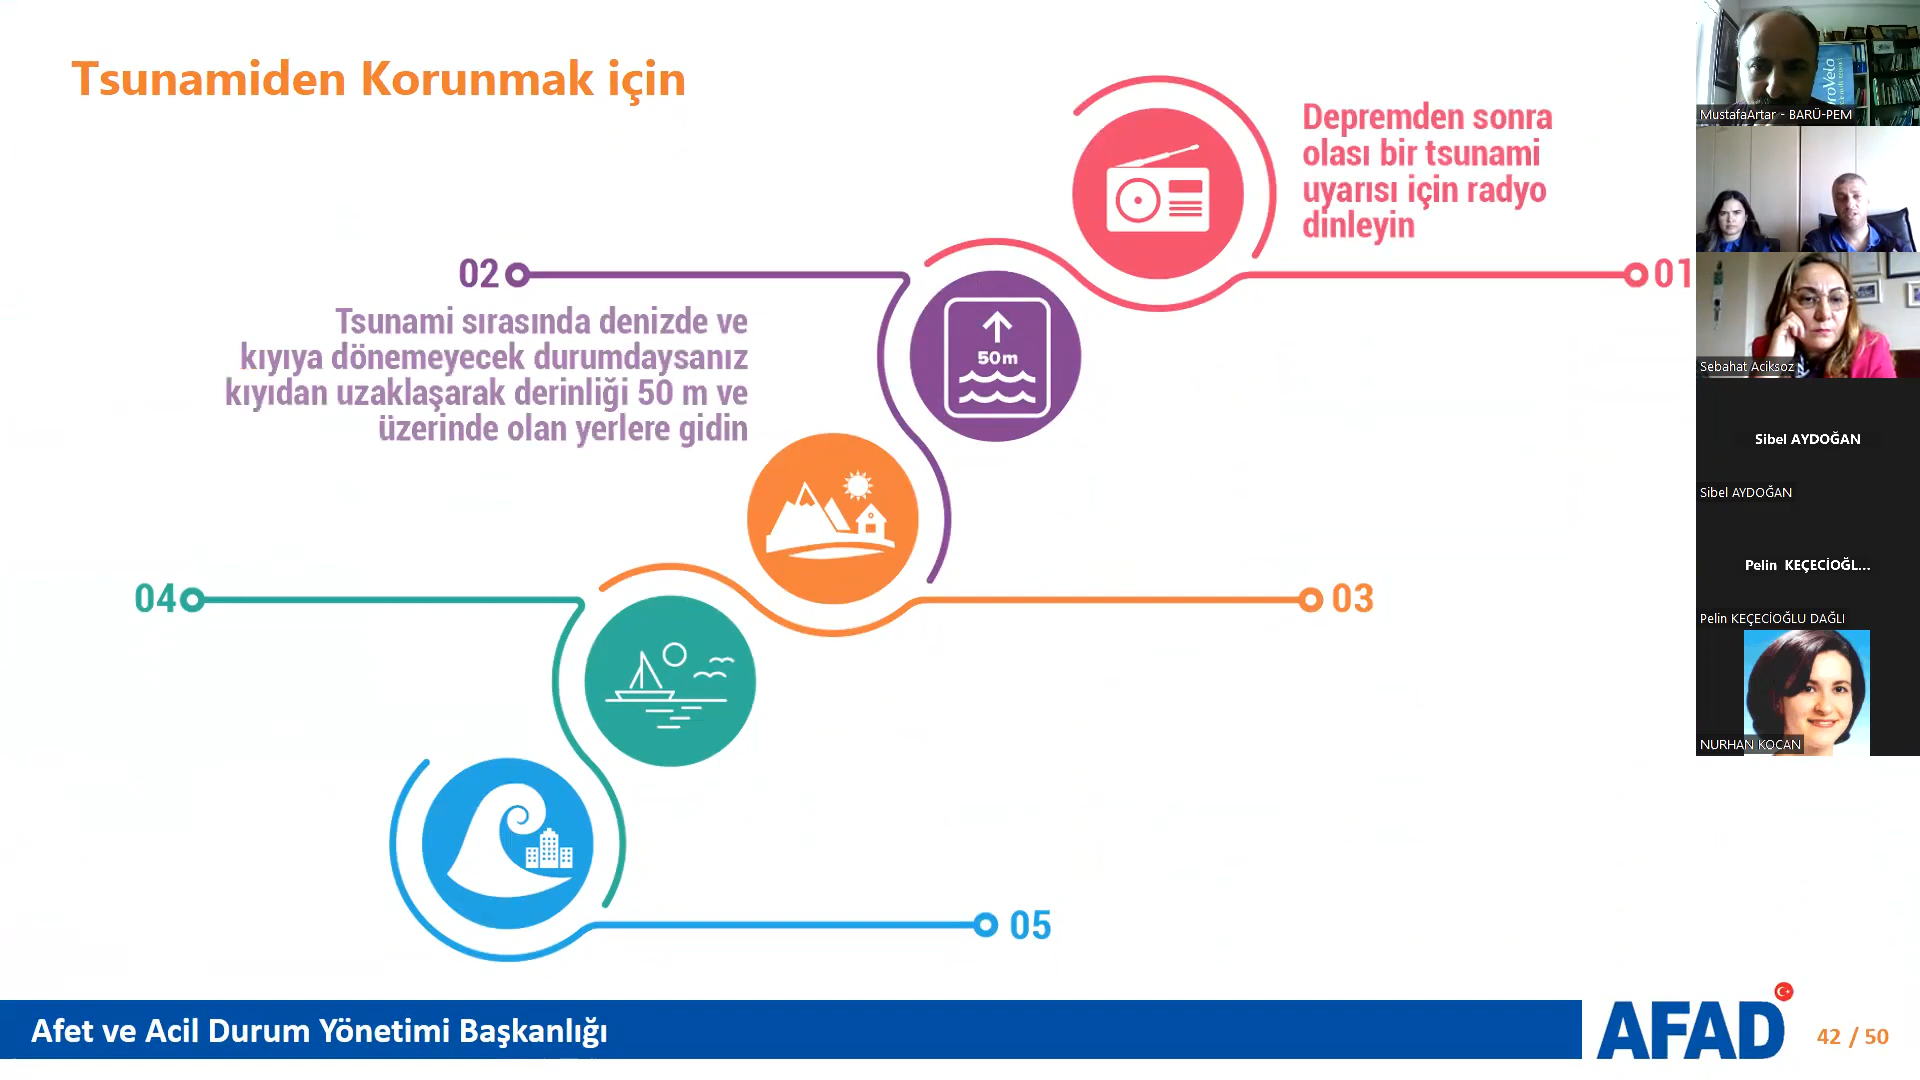 Tsunamiden Korunmak için
Depremden sonra
olası bir tsunami
uyarısı için radyo
dinleyin
01
02
Tsunami sırasında denizde ve
kıyıya dönemeyecek durumdaysanız
kıyıdan uzaklaşarak derinliği 50 m ve
üzerinde olan yerlere gidin
50m
03
04
05
Afet ve Acil Durum Yönetimi Başkanlığı
AFAD
42 / 50
MustafaArtar - BARÜ-PEM
Sebahat Aciksoz
Sibel AYDOĞAN
Sibel AYDOĞAN
Pelin KEÇECİOĞL...
Pelin KEÇECİOĞLU DAĞLI
NURHAN KOCAN